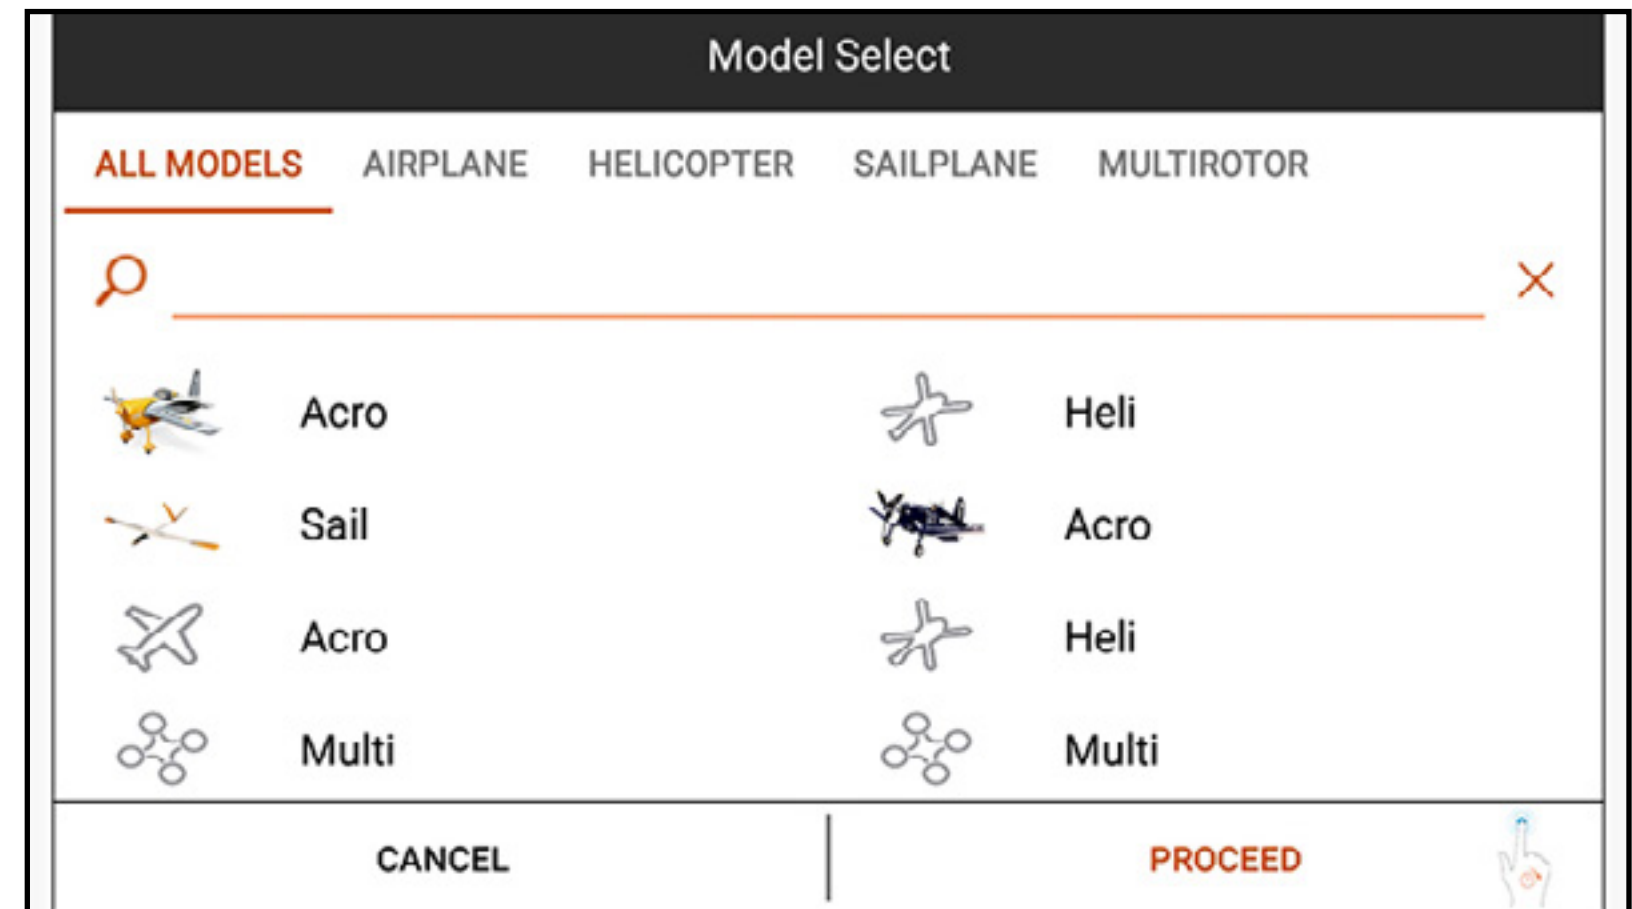 Model Select
ALL MODELS AIRPLANE HELICOPTER SAILPLANE MULTIROTOR
Acro Heli
Sail Acro
Acro Heli
Multi Multi
CANCEL PROCEED